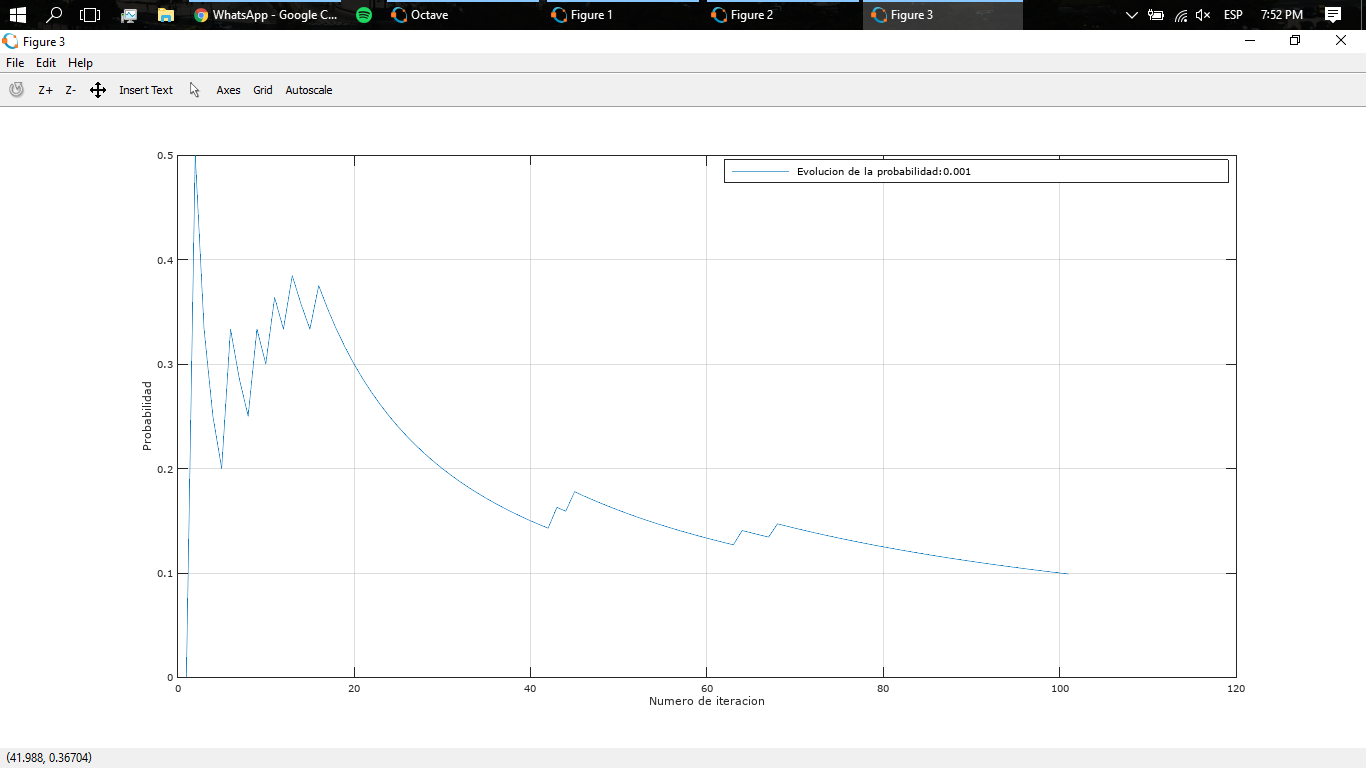 WhatsApp - Google C... Octave Figure 1 Figure 2 Figure 3 ESP 7:52 PM
Figure 3
File Edit Help
Z+ Z- Insert Text Axes Grid Autoscale
Evolucion de la probabilidad:0.001
0.5
0.4
0.3
0.2
0.1
0
Probabilidad
0 20 40 60 80 100 120
Numero de iteracion
(41.988, 0.36704)